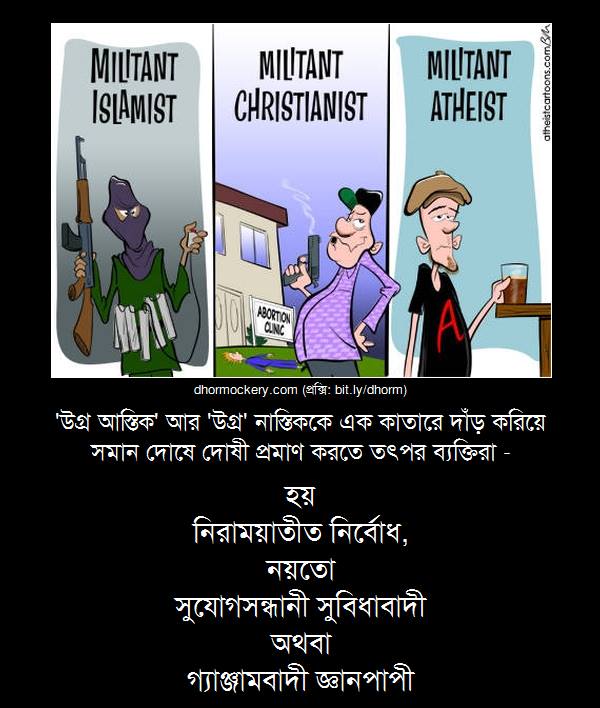 MILITANT
ISLAMIST
MILITANT
CHRISTIANIST
MILITANT
ATHEIST
atheistcartoons.com
ABORTION
CLINIC
A
dhormockery.com (প্রক্সি: bit.ly/dhorm)
'উগ্র আস্তিক' আর 'উগ্র' নাস্তিককে এক কাতারে দাঁড় করিয়ে
সমান দোষে দোষী প্রমাণ করতে তৎপর ব্যক্তিরা -
হয়
নিরাময়াতীত নির্বোধ,
নয়তো
সুযোগসন্ধানী সুবিধাবাদী
অথবা
গ্যাঞ্জামবাদী জ্ঞানপাপী